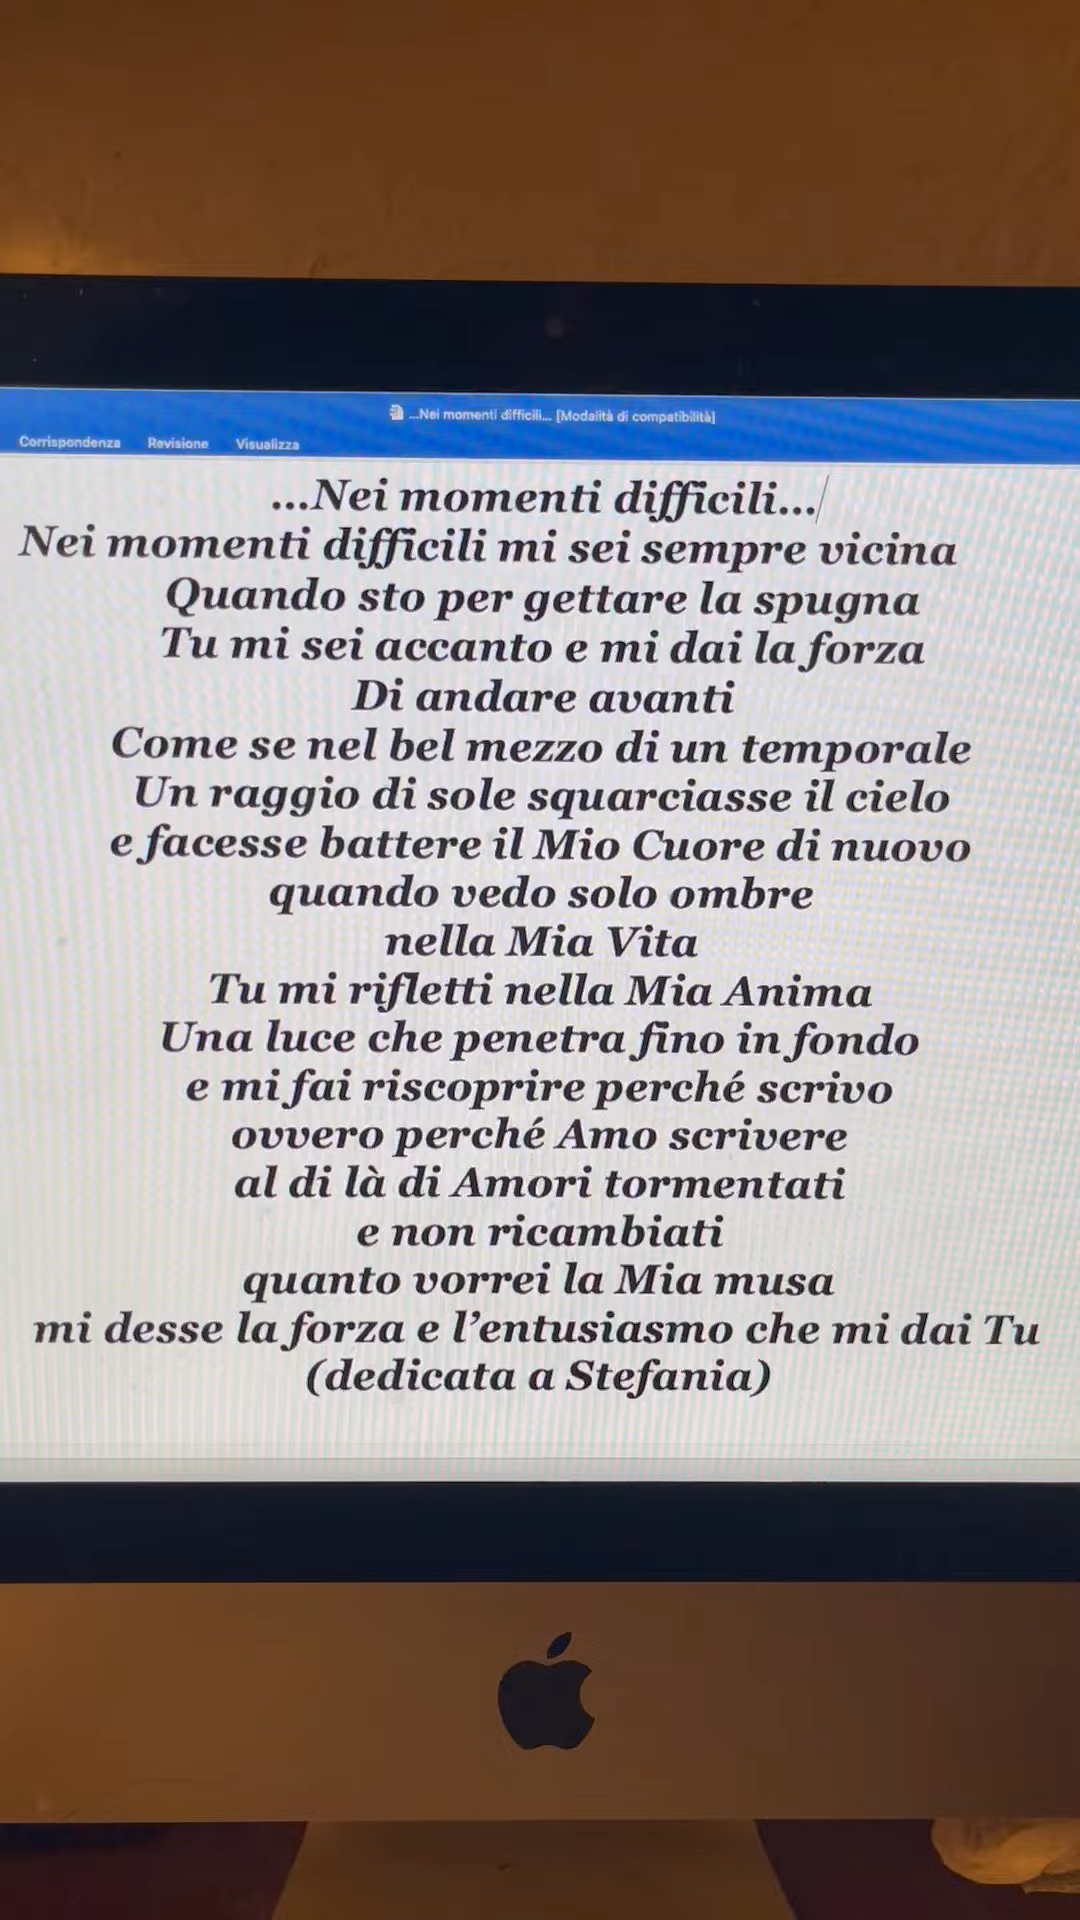 ...Nei momenti difficili... [Modalità di compatibilità]
Corrispondenza Revisione Visualizza
...Nei momenti difficili...
Nei momenti difficili mi sei sempre vicina
Quando sto per gettare la spugna
Tu mi sei accanto e mi dai la forza
Di andare avanti
Come se nel bel mezzo di un temporale
Un raggio di sole squarciasse il cielo
e facesse battere il Mio Cuore di nuovo
quando vedo solo ombre
nella Mia Vita
Tu mi rifletti nella Mia Anima
Una luce che penetra fino in fondo
e mi fai riscoprire perché scrivo
ovvero perché Amo scrivere
al di là di Amori tormentati
e non ricambiati
quanto vorrei la Mia musa
mi desse la forza e l’entusiasmo che mi dai Tu
(dedicata a Stefania)